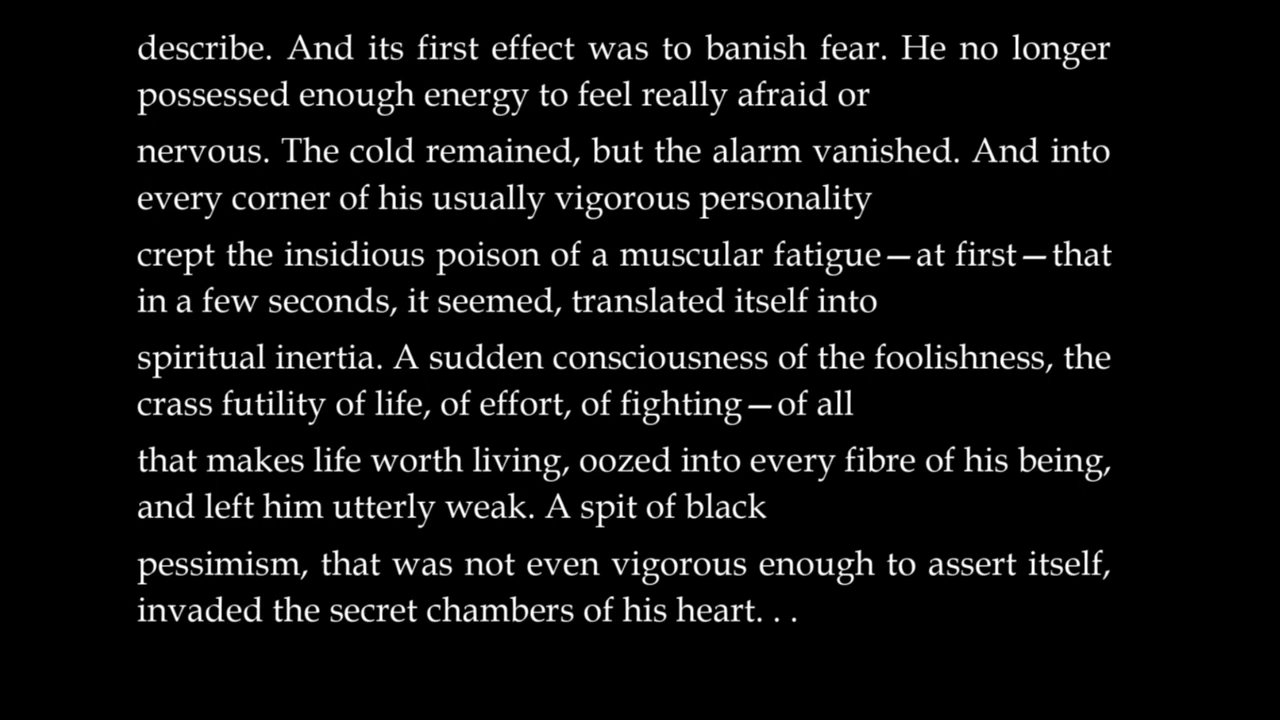 describe. And its first effect was to banish fear. He no longer
possessed enough energy to feel really afraid or
nervous. The cold remained, but the alarm vanished. And into
every corner of his usually vigorous personality
crept the insidious poison of a muscular fatigue—at first—that
in a few seconds, it seemed, translated itself into
spiritual inertia. A sudden consciousness of the foolishness, the
crass futility of life, of effort, of fighting—of all
that makes life worth living, oozed into every fibre of his being,
and left him utterly weak. A spit of black
pessimism, that was not even vigorous enough to assert itself,
invaded the secret chambers of his heart. . .